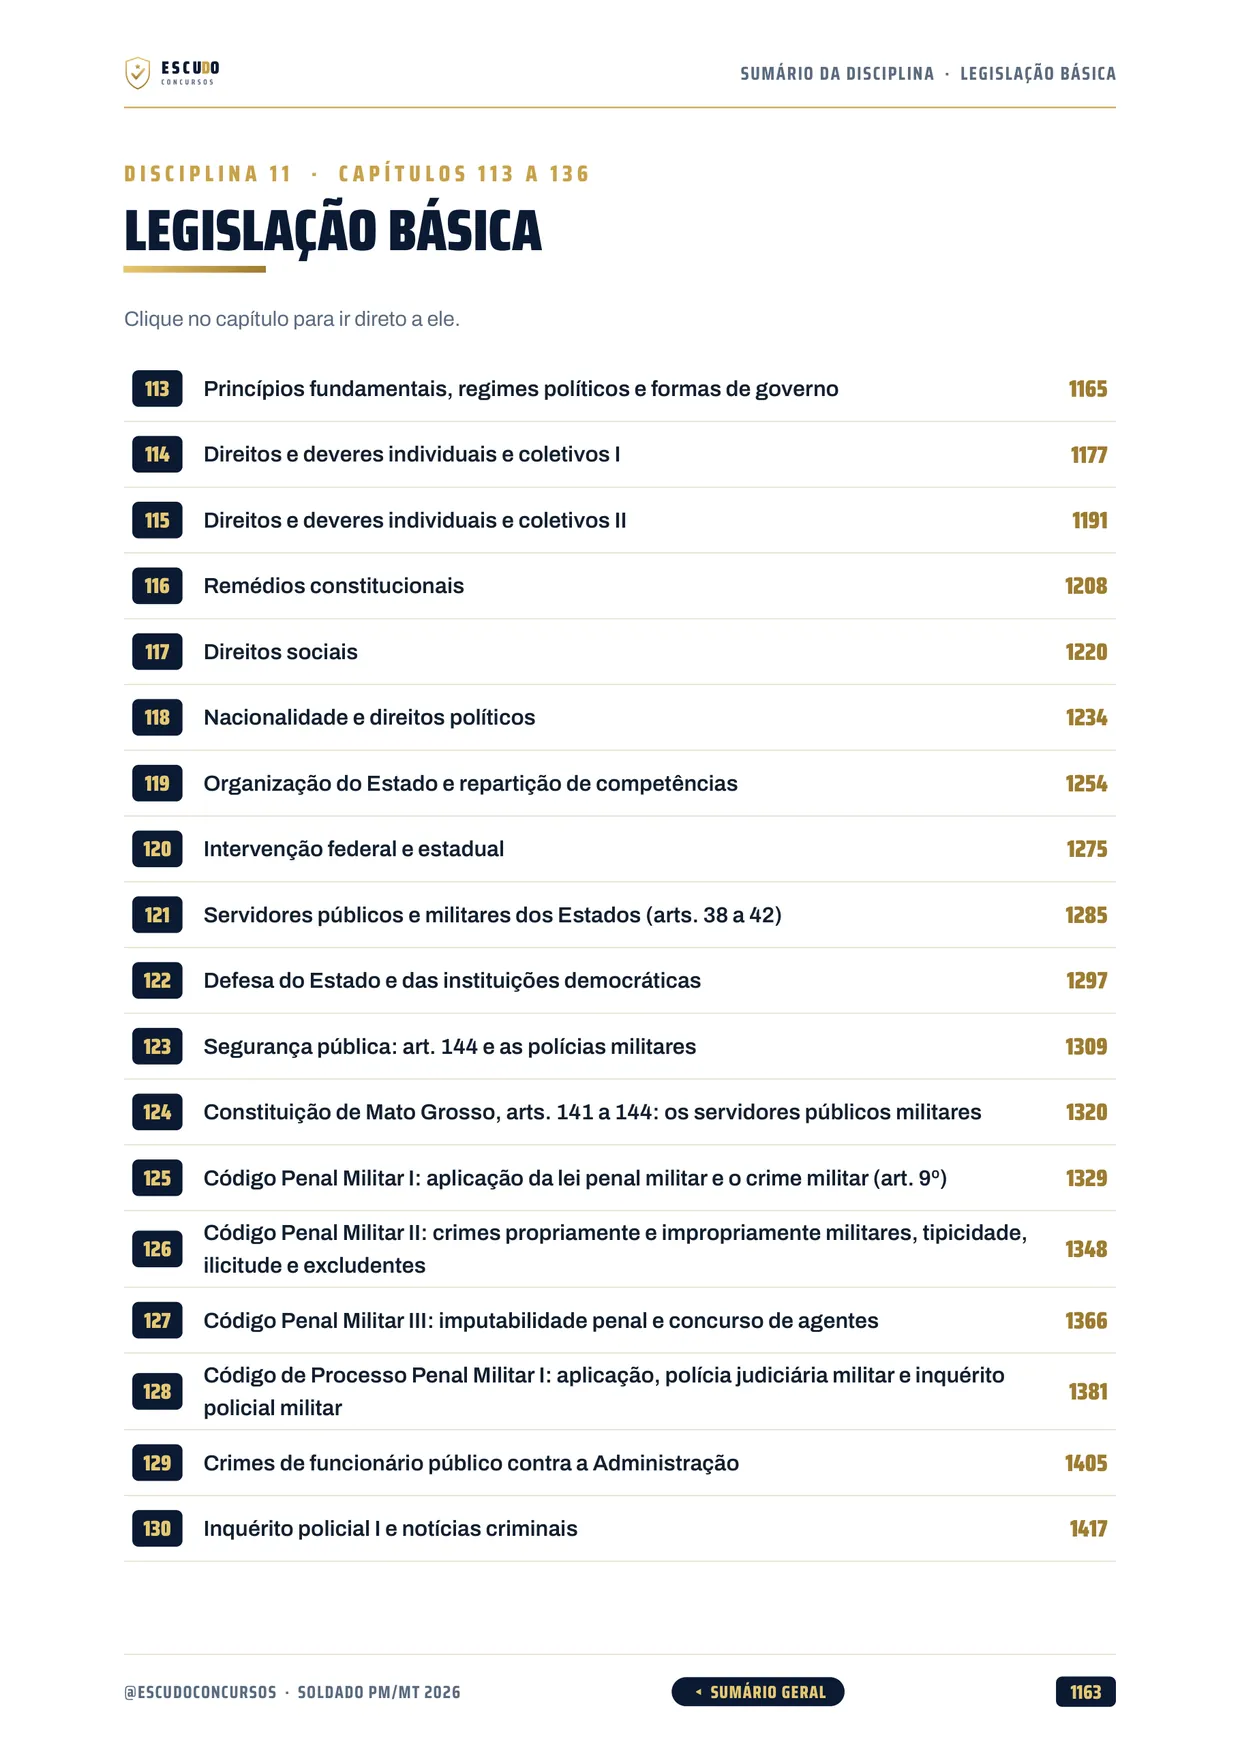 ESCUDO
CONCURSOS
SUMÁRIO DA DISCIPLINA · LEGISLAÇÃO BÁSICA
DISCIPLINA 11 · CAPÍTULOS 113 A 136
LEGISLAÇÃO BÁSICA
Clique no capítulo para ir direto a ele.
113 Princípios fundamentais, regimes políticos e formas de governo 1165
114 Direitos e deveres individuais e coletivos I 1177
115 Direitos e deveres individuais e coletivos II 1191
116 Remédios constitucionais 1208
117 Direitos sociais 1220
118 Nacionalidade e direitos políticos 1234
119 Organização do Estado e repartição de competências 1254
120 Intervenção federal e estadual 1275
121 Servidores públicos e militares dos Estados (arts. 38 a 42) 1285
122 Defesa do Estado e das instituições democráticas 1297
123 Segurança pública: art. 144 e as polícias militares 1309
124 Constituição de Mato Grosso, arts. 141 a 144: os servidores públicos militares 1320
125 Código Penal Militar I: aplicação da lei penal militar e o crime militar (art. 9º) 1329
126 Código Penal Militar II: crimes propriamente e impropriamente militares, tipicidade,
ilicitude e excludentes 1348
127 Código Penal Militar III: imputabilidade penal e concurso de agentes 1366
128 Código de Processo Penal Militar I: aplicação, polícia judiciária militar e inquérito
policial militar 1381
129 Crimes de funcionário público contra a Administração 1405
130 Inquérito policial I e notícias criminais 1417
@ESCUDOCONCURSOS · SOLDADO PM/MT 2026
SUMÁRIO GERAL
1163